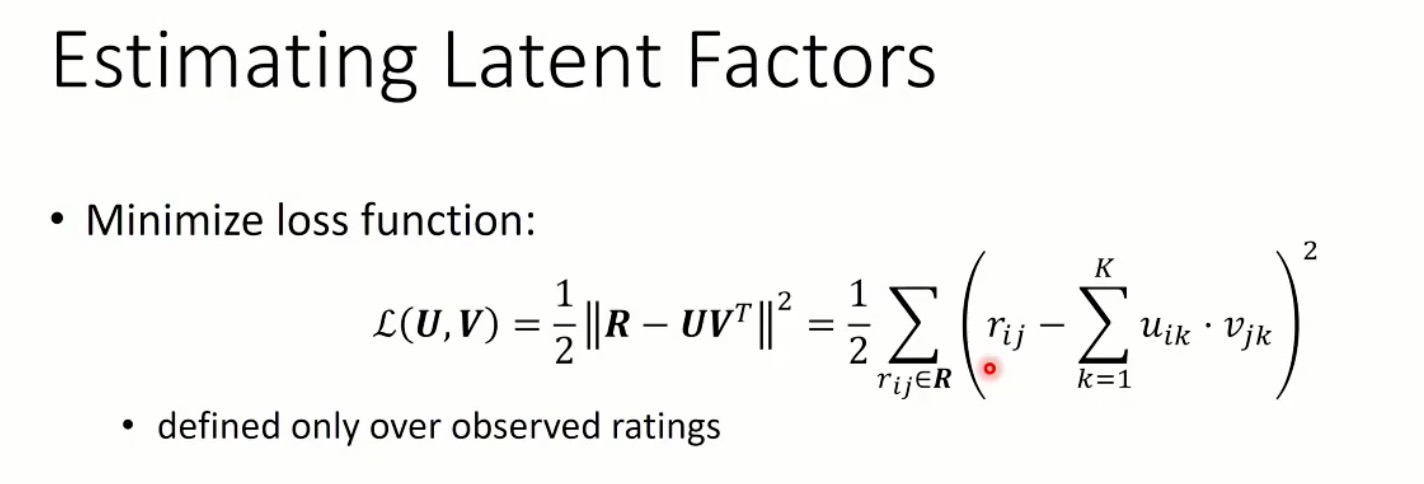 Estimating Latent Factors
• Minimize loss function:
ℒ(U, V) = 1/2 ‖R − UVᵀ‖² = 1/2 ∑_{r_{ij}∈R} (r_{ij} − ∑_{k=1}^{K} u_{ik} · v_{jk})²
• defined only over observed ratings